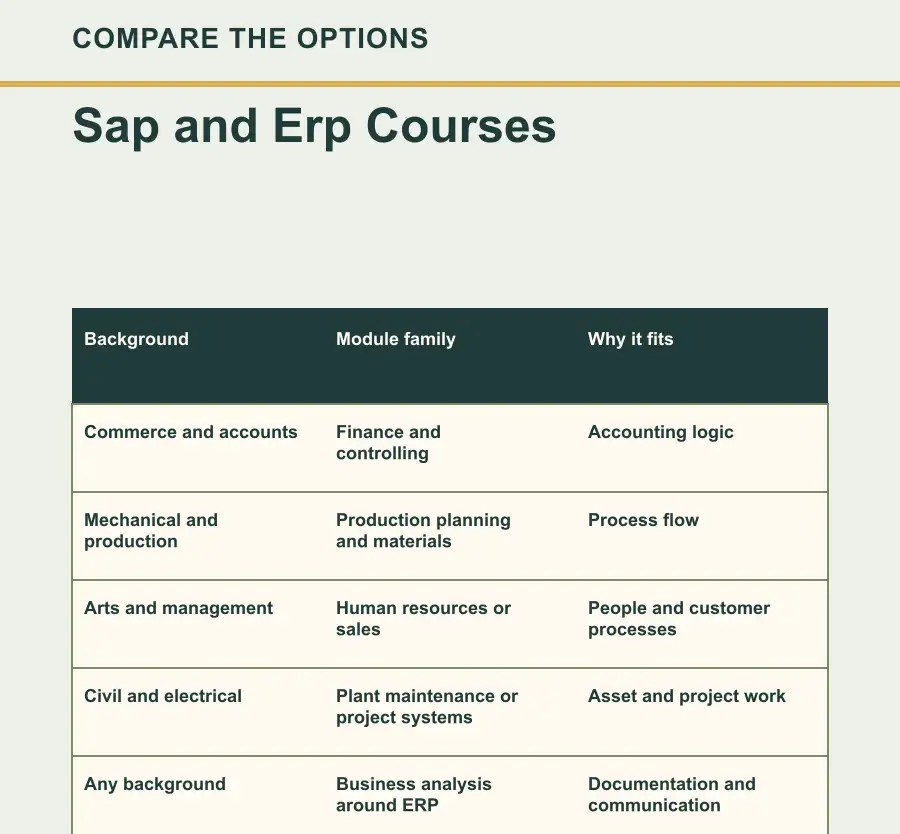 COMPARE THE OPTIONS
Sap and Erp Courses
Background Module family Why it fits
Commerce and accounts Finance and controlling Accounting logic
Mechanical and production Production planning and materials Process flow
Arts and management Human resources or sales People and customer processes
Civil and electrical Plant maintenance or project systems Asset and project work
Any background Business analysis around ERP Documentation and communication